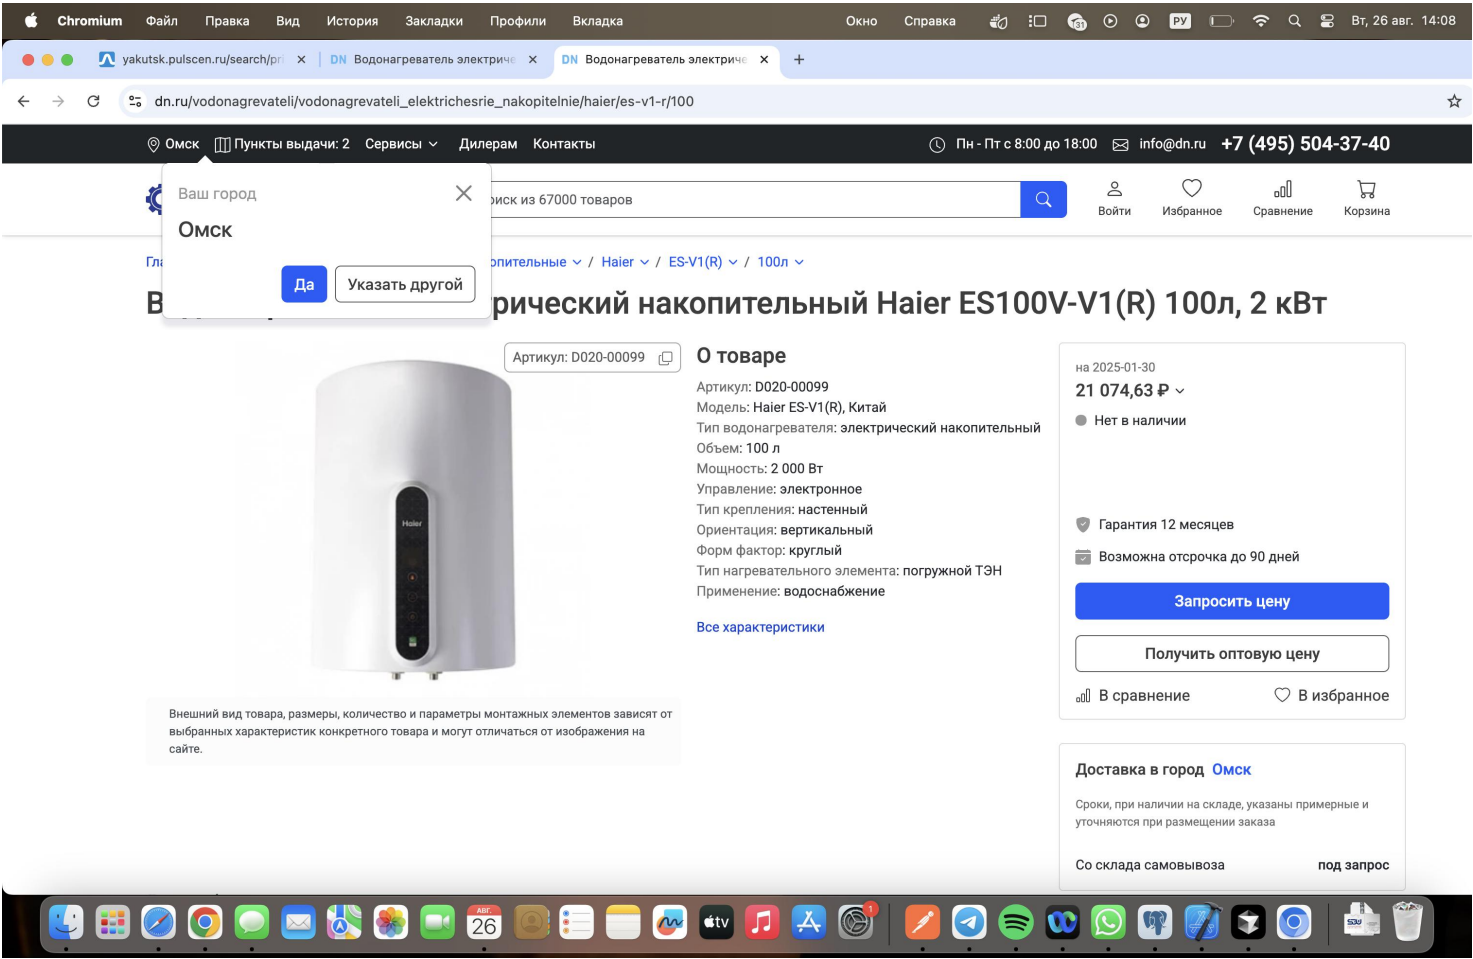 Chromium Файл Правка Вид История Закладки Профили Вкладка Окно Справка 31 РУ Вт, 26 авг. 14:08
yakutsk.pulscen.ru/search/pri DN Водонагреватель электриче DN Водонагреватель электриче
dn.ru/vodonagrevateli/vodonagrevateli_elektrichesrie_nakopitelnie/haier/es-v1-r/100
Омск Пункты выдачи: 2 Сервисы Дилерам Контакты Пн - Пт с 8:00 до 18:00 info@dn.ru +7 (495) 504-37-40
Ваш город
Омск
Да Указать другой
иск из 67000 товаров
Войти Избранное Сравнение Корзина
Гла опительные / Haier / ES-V1(R) / 100л
В рический накопительный Haier ES100V-V1(R) 100л, 2 кВт
Артикул: D020-00099
Haier
Внешний вид товара, размеры, количество и параметры монтажных элементов зависят от
выбранных характеристик конкретного товара и могут отличаться от изображения на
сайте.
О товаре
Артикул: D020-00099
Модель: Haier ES-V1(R), Китай
Тип водонагревателя: электрический накопительный
Объем: 100 л
Мощность: 2 000 Вт
Управление: электронное
Тип крепления: настенный
Ориентация: вертикальный
Форм фактор: круглый
Тип нагревательного элемента: погружной ТЭН
Применение: водоснабжение
Все характеристики
на 2025-01-30
21 074,63 ₽
Нет в наличии
Гарантия 12 месяцев
Возможна отсрочка до 90 дней
Запросить цену
Получить оптовую цену
В сравнение В избранное
Доставка в город Омск
Сроки, при наличии на складе, указаны примерные и
уточняются при размещении заказа
Со склада самовывоза под запрос
АВГ.
26
tv
1